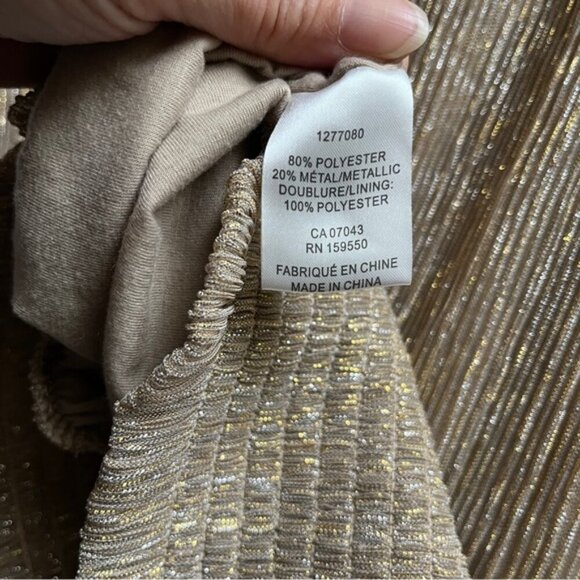 1277080
80% POLYESTER
20% MÉTAL/METALLIC
DOUBLURE/LINING:
100% POLYESTER
CA 07043
RN 159550
FABRIQUÉ EN CHINE
MADE IN CHINA